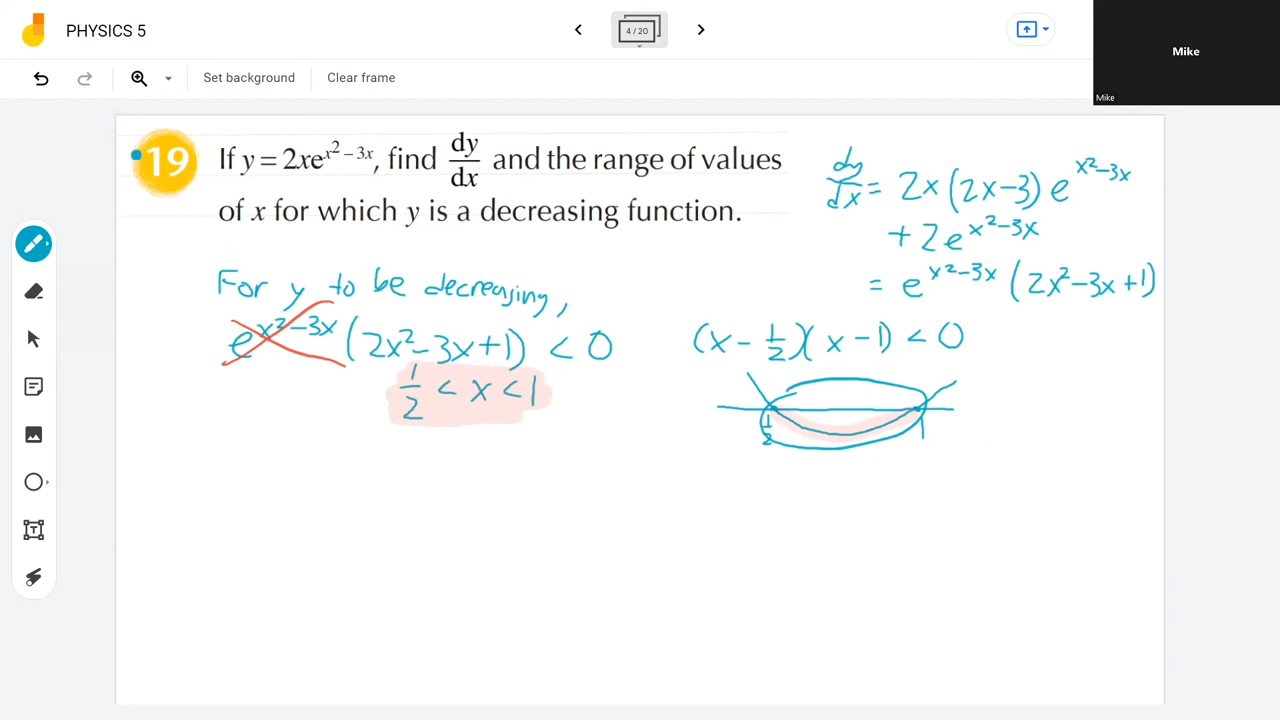 PHYSICS 5
4 / 20
Mike
Mike
Set background
Clear frame
19 If y = 2xe^{x² – 3x}, find dy/dx and the range of values
of x for which y is a decreasing function.
dy/dx = 2x(2x-3)e^{x²-3x}
+ 2e^{x²-3x}
= e^{x²-3x}(2x²-3x+1)
For y to be decreasing,
e^{x²-3x}(2x²-3x+1) < 0
1/2 < x < 1
(x - 1/2)(x - 1) < 0
1/2 1